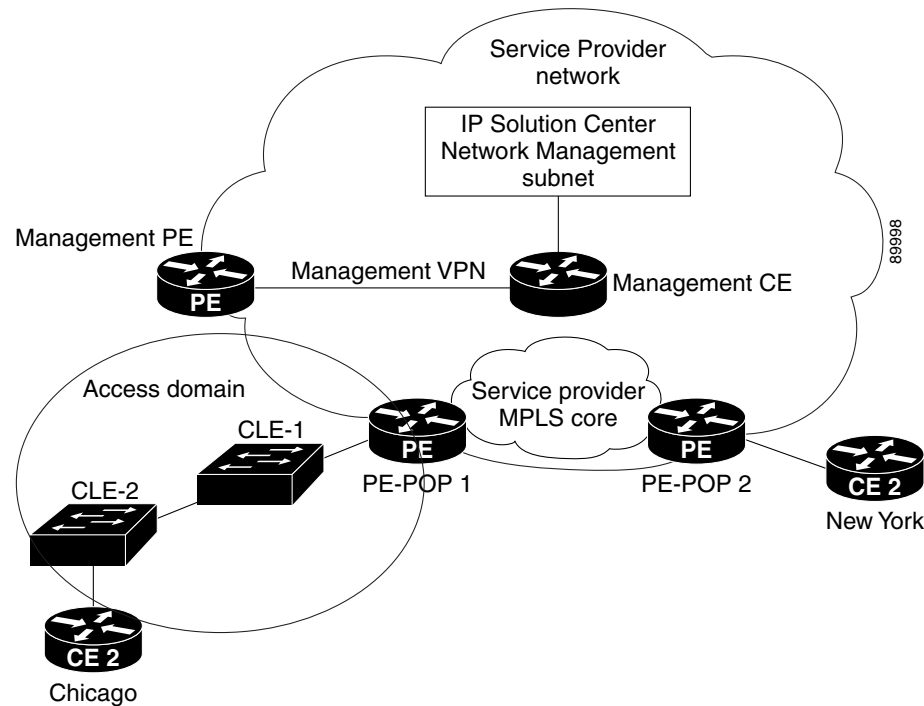 Service Provider
network
IP Solution Center
Network Management
subnet
89998
Management PE
PE
Management VPN
Management CE
Access domain
Service provider
MPLS core
CLE-1
PE
PE-POP 1
PE
PE-POP 2
CE 2
New York
CLE-2
CE 2
Chicago